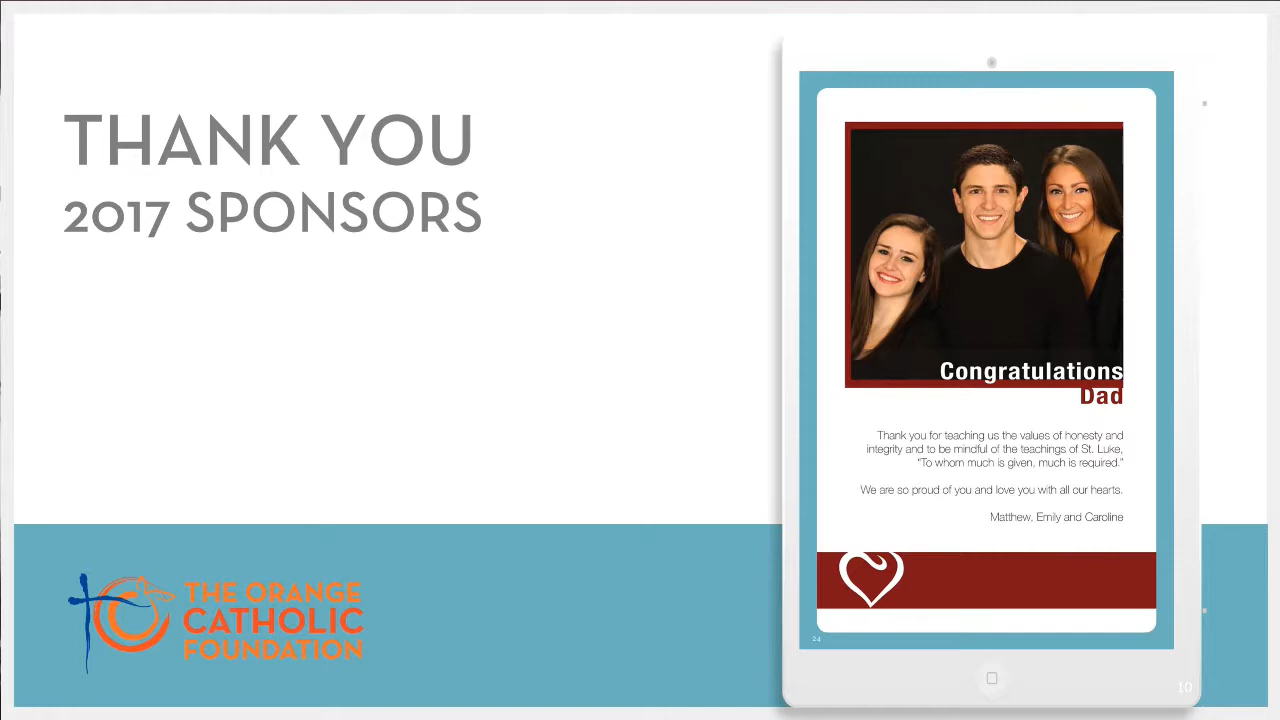 THANK YOU
2017 SPONSORS
Congratulations
Dad
Thank you for teaching us the values of honesty and
integrity and to be mindful of the teachings of St. Luke,
"To whom much is given, much is required."
We are so proud of you and love you with all our hearts.
Matthew, Emily and Caroline
24
THE ORANGE
CATHOLIC
FOUNDATION
10